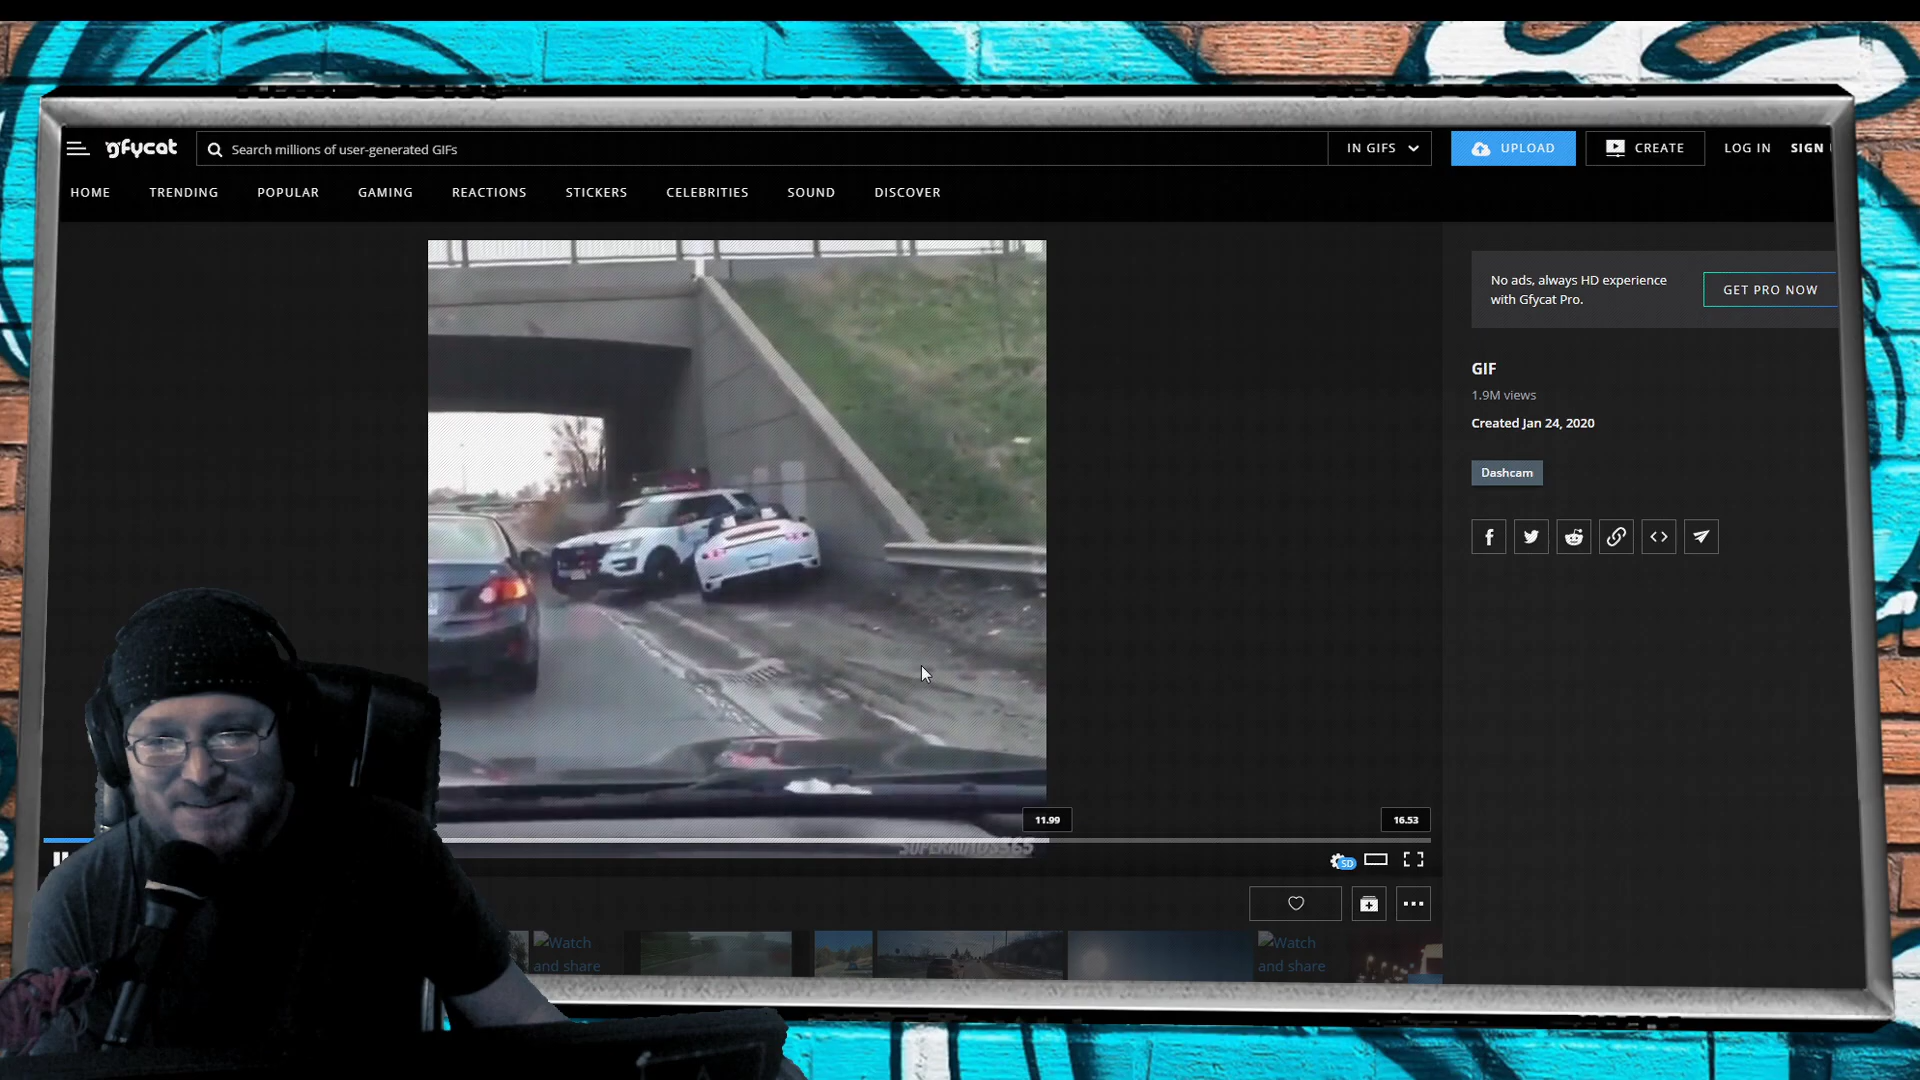 gfycat
Search millions of user-generated GIFs
IN GIFS
UPLOAD
CREATE
LOG IN
SIGN
HOME
TRENDING
POPULAR
GAMING
REACTIONS
STICKERS
CELEBRITIES
SOUND
DISCOVER
No ads, always HD experience
with Gfycat Pro.
GET PRO NOW
GIF
1.9M views
Created Jan 24, 2020
Dashcam
11.99
16.53
SUPERAUTOS365
SD
Watch
and share
Watch
and share